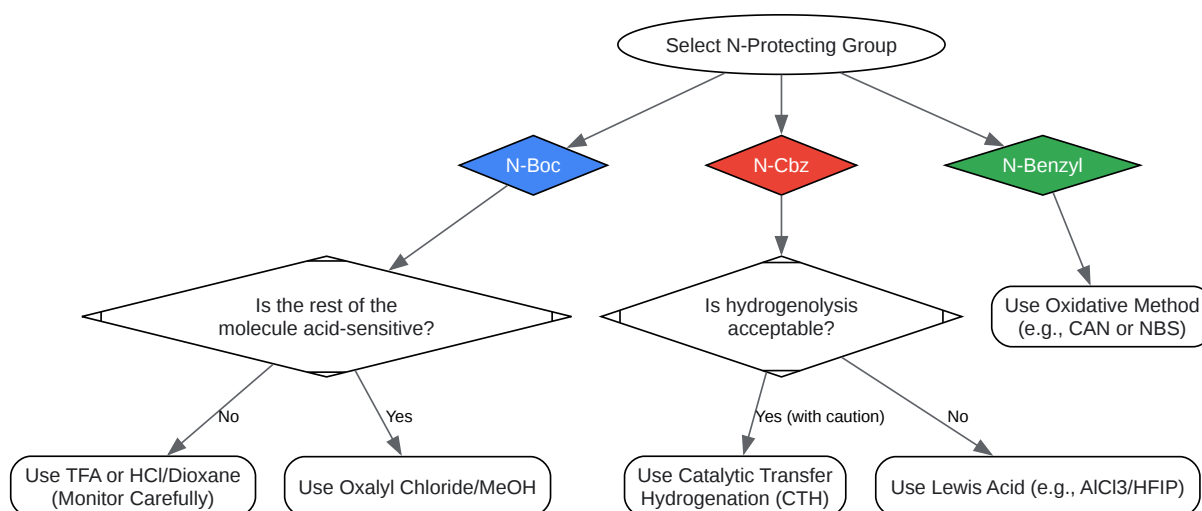 Select N-Protecting Group
N-Boc
N-Cbz
N-Benzyl
Is the rest of the
molecule acid-sensitive?
Is hydrogenolysis
acceptable?
Use Oxidative Method
(e.g., CAN or NBS)
No
Yes
Yes (with caution)
No
Use TFA or HCl/Dioxane
(Monitor Carefully)
Use Oxalyl Chloride/MeOH
Use Catalytic Transfer
Hydrogenation (CTH)
Use Lewis Acid (e.g., AlCl3/HFIP)